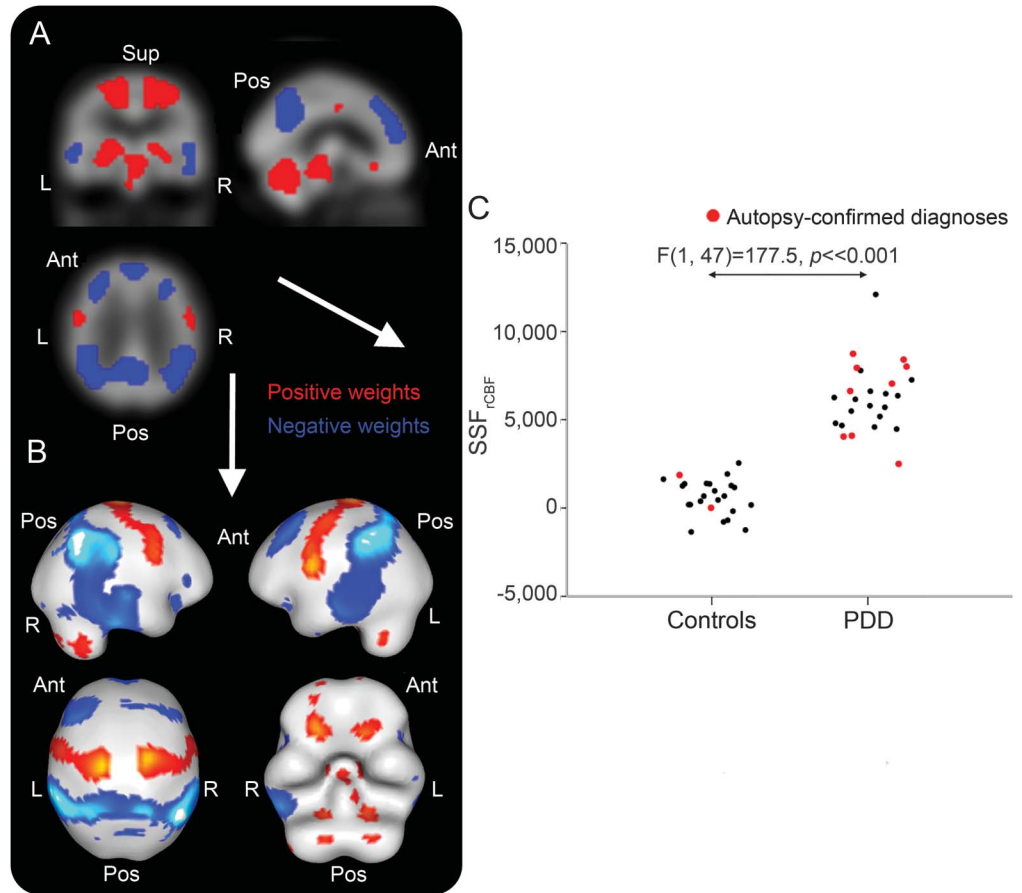 A
Sup
Pos
Ant
L
R
Ant
L
R
Pos
Positive weights
Negative weights
B
Pos
Ant
Pos
R
L
Ant
Ant
L
R
R
L
Pos
Pos
C
Autopsy-confirmed diagnoses
F(1, 47)=177.5, p<<0.001
15,000
10,000
5,000
0
-5,000
SSFrCBF
Controls
PDD